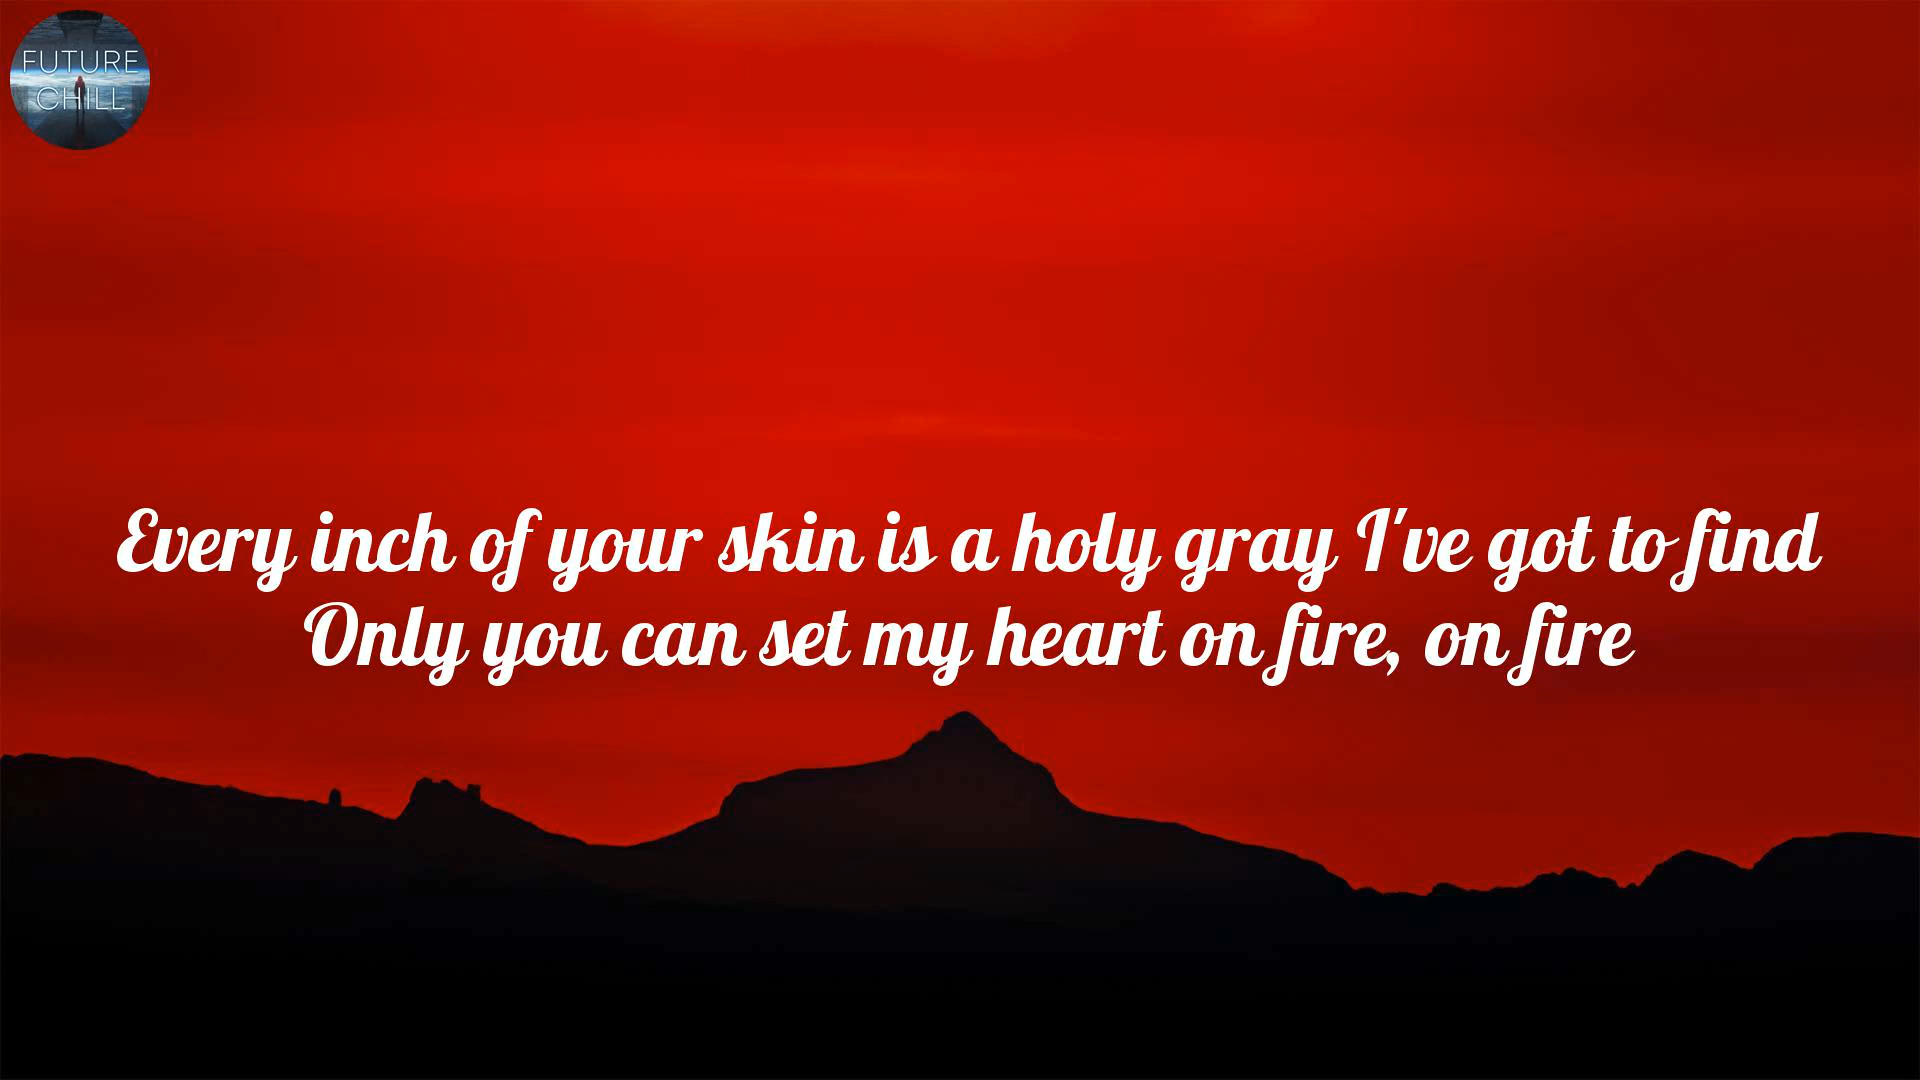 FUTURE
CHILL
Every inch of your skin is a holy gray I've got to find
Only you can set my heart on fire, on fire